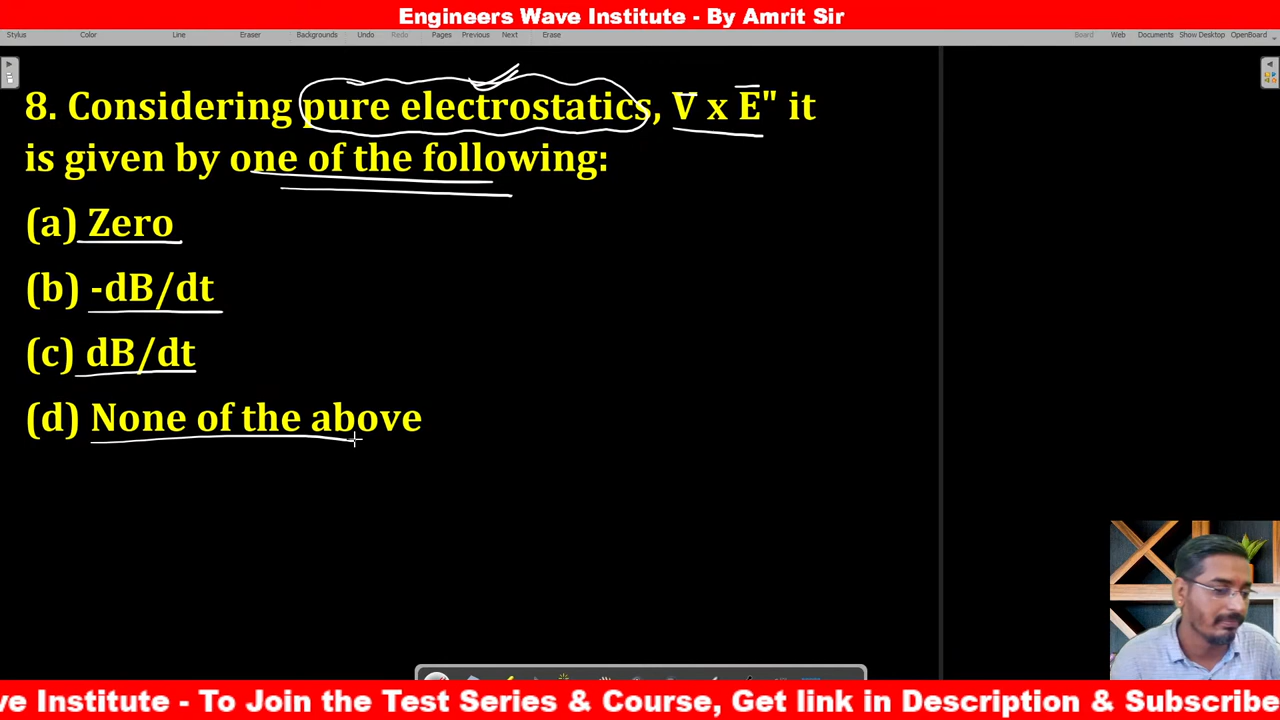 Engineers Wave Institute - By Amrit Sir
Stylus Color Line Eraser Backgrounds Undo Redo Pages Previous Next Erase Board Web Documents Show Desktop OpenBoard
8. Considering pure electrostatics, ∇ x E" it
is given by one of the following:
(a) Zero
(b) -dB/dt
(c) dB/dt
(d) None of the above
ve Institute - To Join the Test Series & Course, Get link in Description & Subscribe